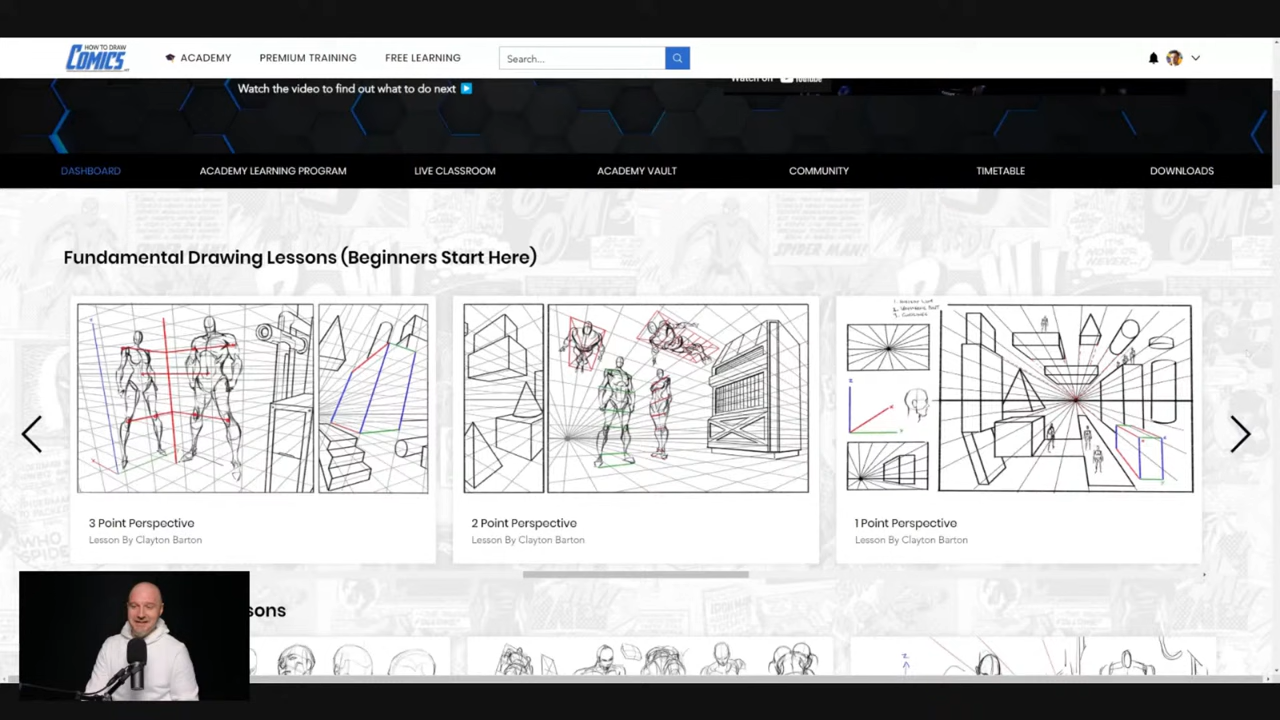 HOW TO DRAW
COMICS
ACADEMY
PREMIUM TRAINING
FREE LEARNING
Search...
Watch on YouTube
Watch the video to find out what to do next
DASHBOARD
ACADEMY LEARNING PROGRAM
LIVE CLASSROOM
ACADEMY VAULT
COMMUNITY
TIMETABLE
DOWNLOADS
Fundamental Drawing Lessons (Beginners Start Here)
3 Point Perspective
Lesson By Clayton Barton
2 Point Perspective
Lesson By Clayton Barton
1 Point Perspective
Lesson By Clayton Barton
sons